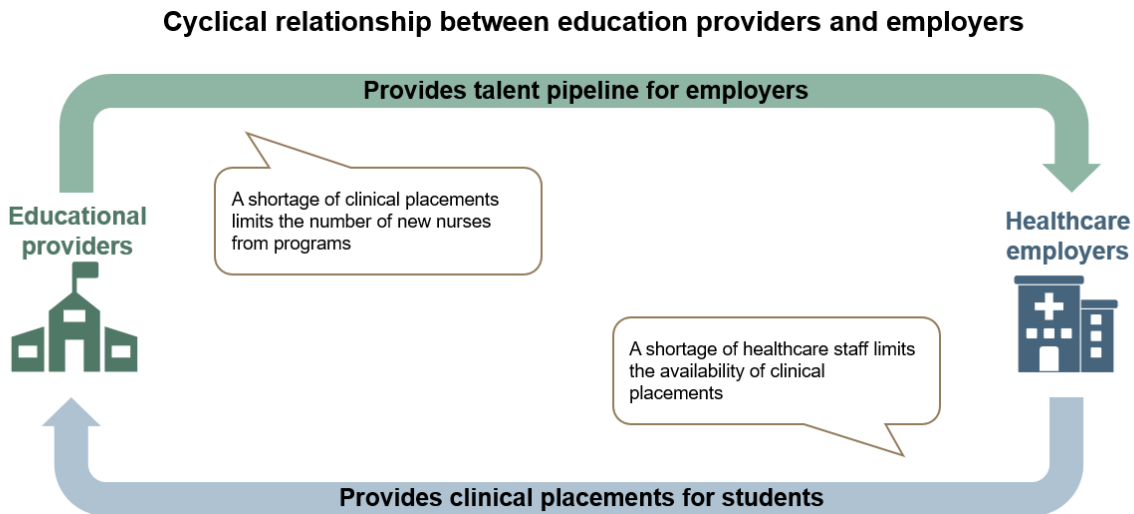 Cyclical relationship between education providers and employers
Provides talent pipeline for employers
A shortage of clinical placements
limits the number of new nurses
from programs
Educational
providers
Healthcare
employers
A shortage of healthcare staff limits
the availability of clinical
placements
Provides clinical placements for students